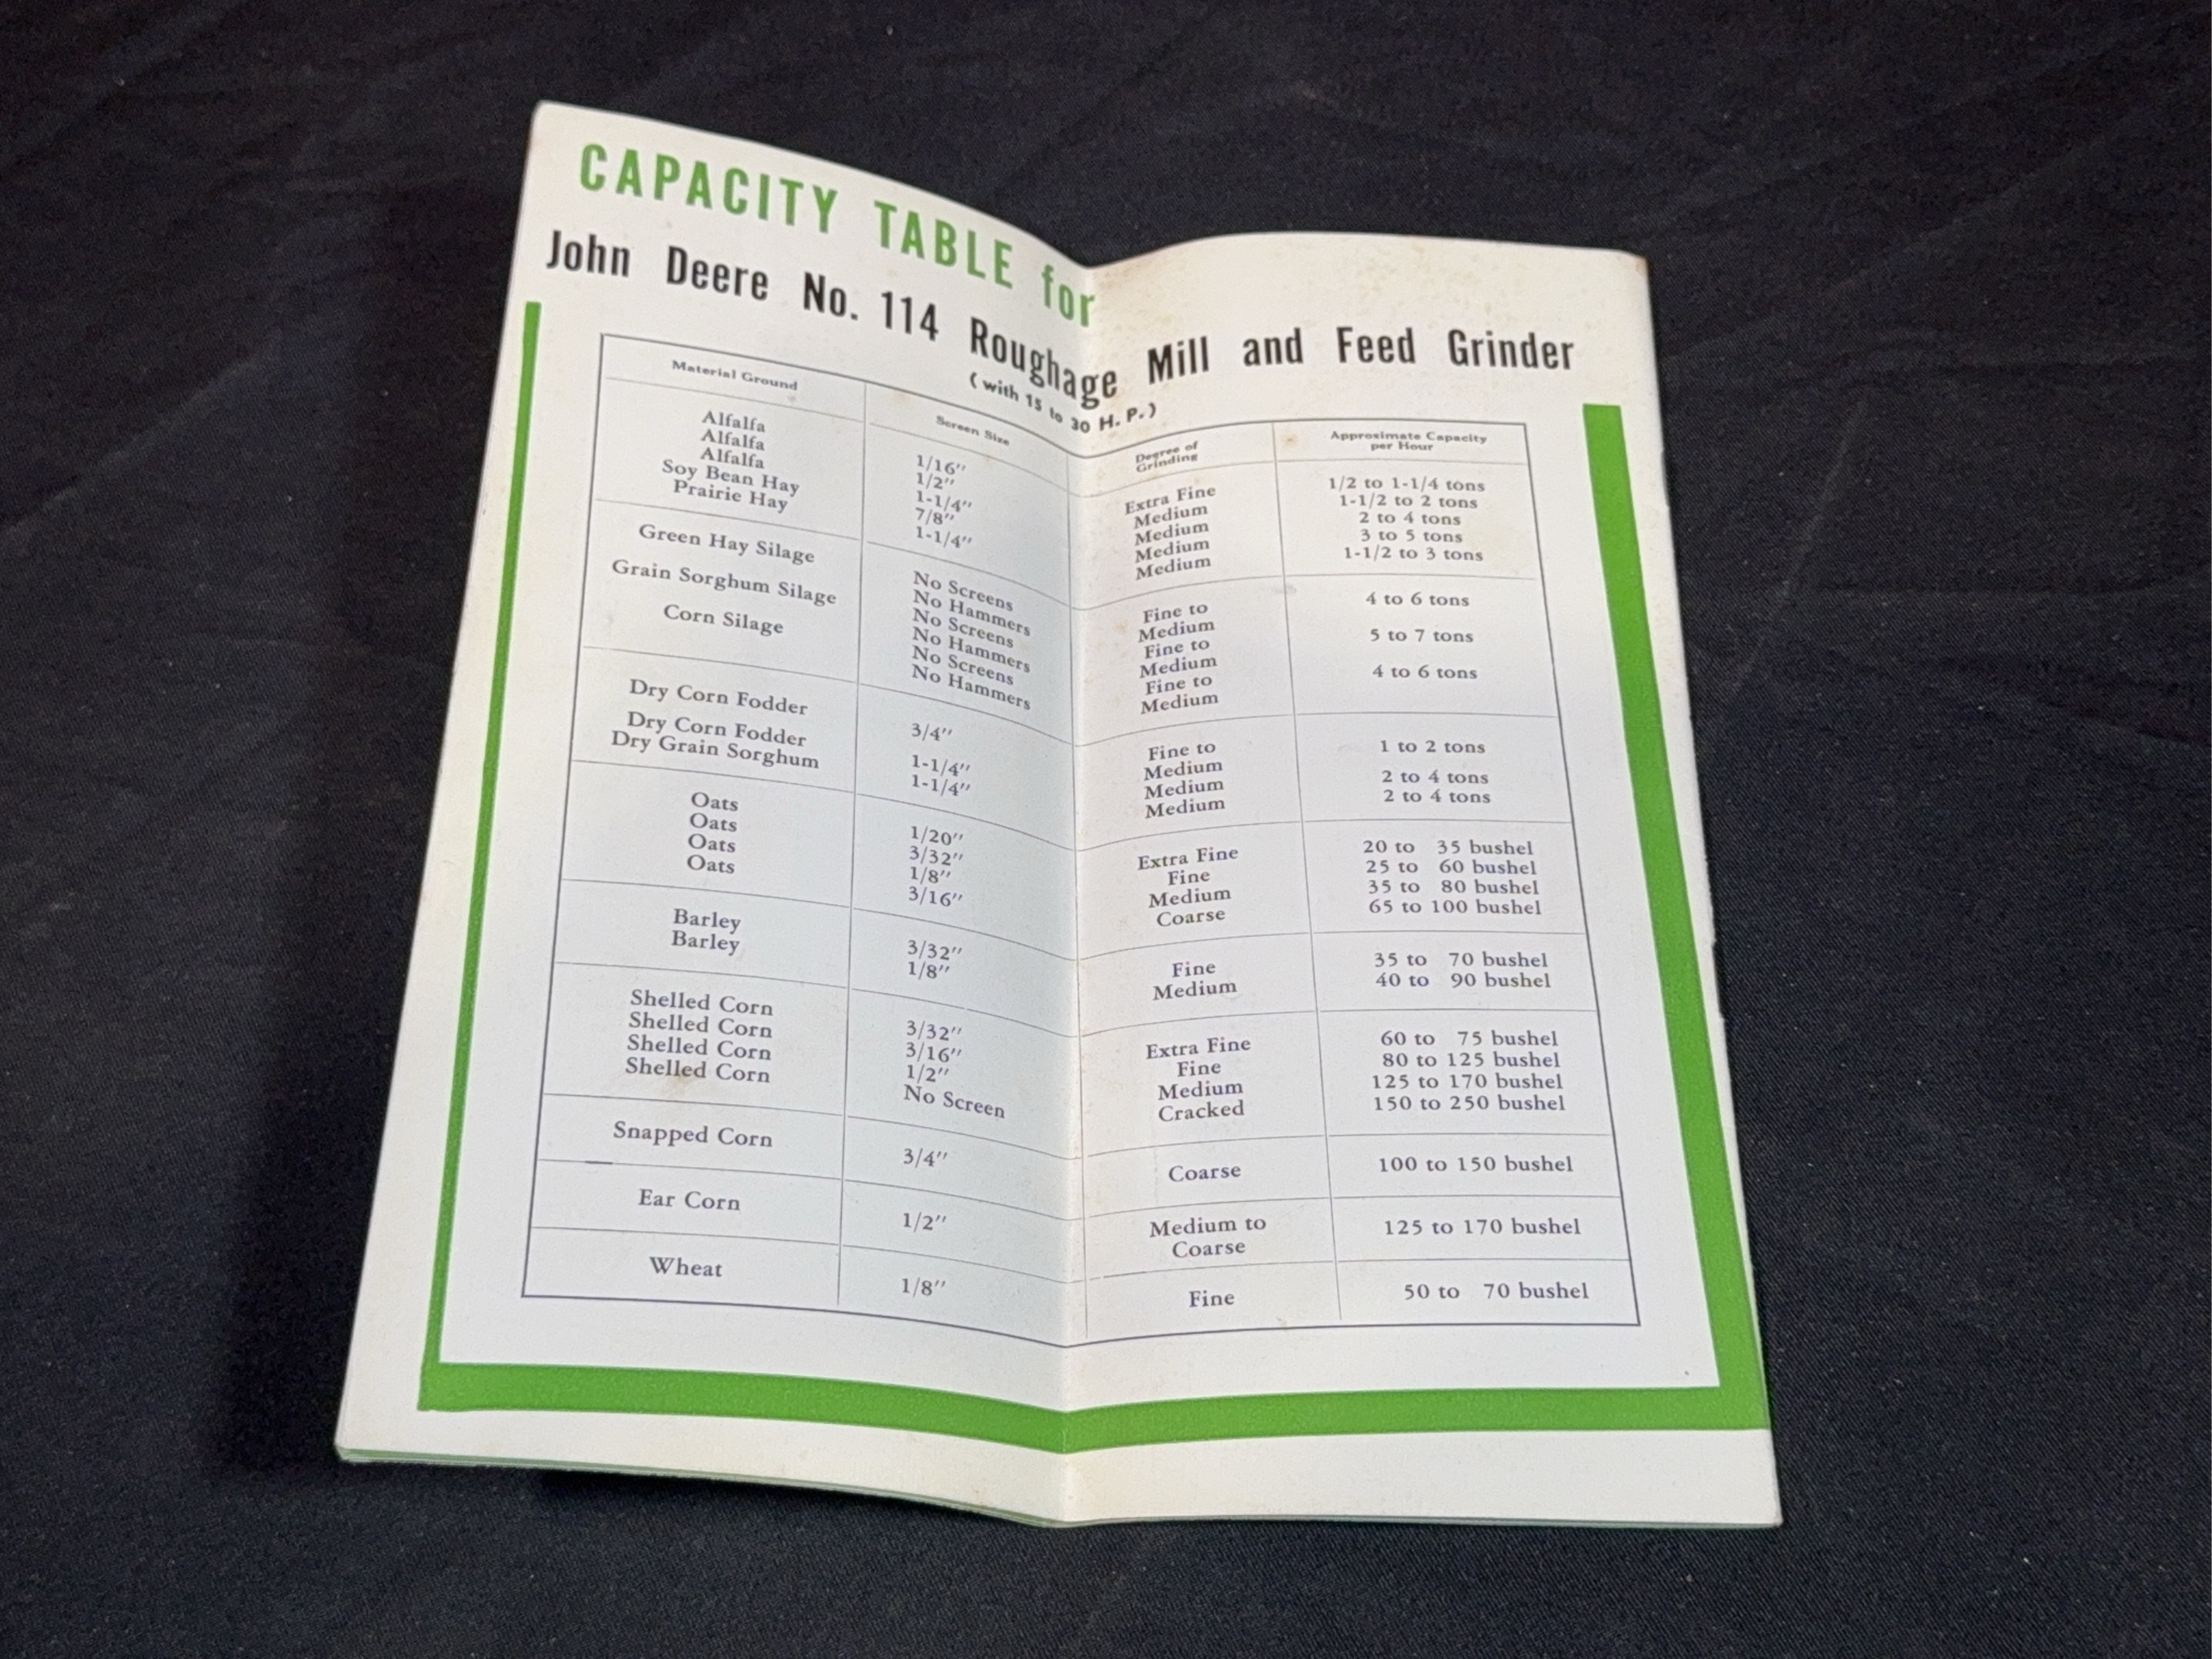 CAPACITY TABLE for
John Deere No. 114 Roughage Mill and Feed Grinder
(with 15 to 30 H. P.)
Material Ground Screen Size Degree of Grinding Approximate Capacity per Hour
Alfalfa 1/16" Extra Fine 1/2 to 1-1/4 tons
Alfalfa 1/2" Medium 1-1/2 to 2 tons
Alfalfa 1-1/4" Medium 2 to 4 tons
Soy Bean Hay 7/8" Medium 3 to 5 tons
Prairie Hay 1-1/4" Medium 1-1/2 to 3 tons
Green Hay Silage No Screens Fine to 4 to 6 tons
No Hammers Medium
Grain Sorghum Silage No Screens Fine to 5 to 7 tons
No Hammers Medium
Corn Silage No Screens Fine to 4 to 6 tons
No Hammers Medium
Dry Corn Fodder 3/4" Fine to 1 to 2 tons
Medium
Dry Corn Fodder 1-1/4" Medium 2 to 4 tons
Dry Grain Sorghum 1-1/4" Medium 2 to 4 tons
Oats 1/20" Extra Fine 20 to 35 bushel
Oats 3/32" Fine 25 to 60 bushel
Oats 1/8" Medium 35 to 80 bushel
Oats 3/16" Coarse 65 to 100 bushel
Barley 3/32" Fine 35 to 70 bushel
Barley 1/8" Medium 40 to 90 bushel
Shelled Corn 3/32" Extra Fine 60 to 75 bushel
Shelled Corn 3/16" Fine 80 to 125 bushel
Shelled Corn 1/2" Medium 125 to 170 bushel
Shelled Corn No Screen Cracked 150 to 250 bushel
Snapped Corn 3/4" Coarse 100 to 150 bushel
Ear Corn 1/2" Medium to 125 to 170 bushel
Coarse
Wheat 1/8" Fine 50 to 70 bushel